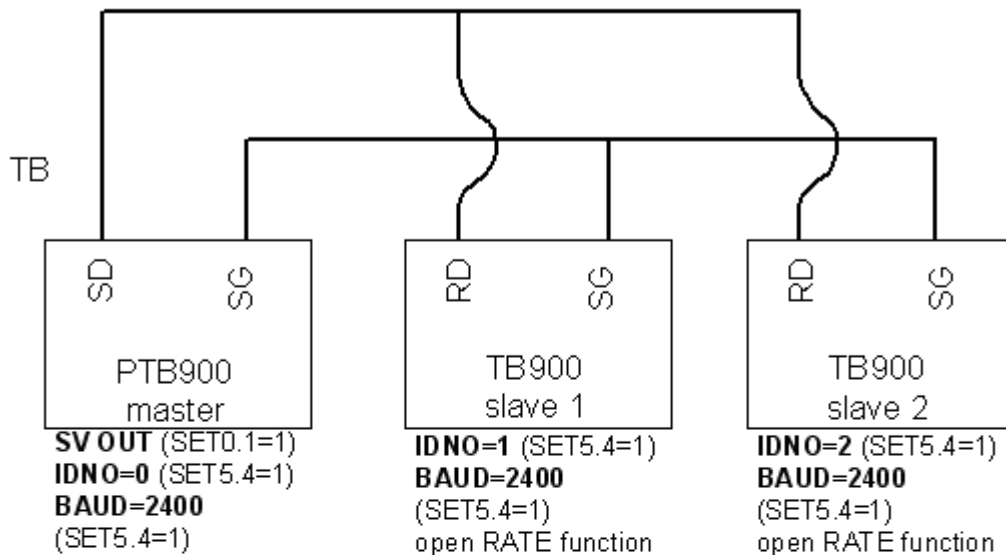 TB
SD
SG
PTB900
master
SV OUT (SET0.1=1)
IDNO=0 (SET5.4=1)
BAUD=2400
(SET5.4=1)
RD
SG
TB900
slave 1
IDNO=1 (SET5.4=1)
BAUD=2400
(SET5.4=1)
open RATE function
RD
SG
TB900
slave 2
IDNO=2 (SET5.4=1)
BAUD=2400
(SET5.4=1)
open RATE function